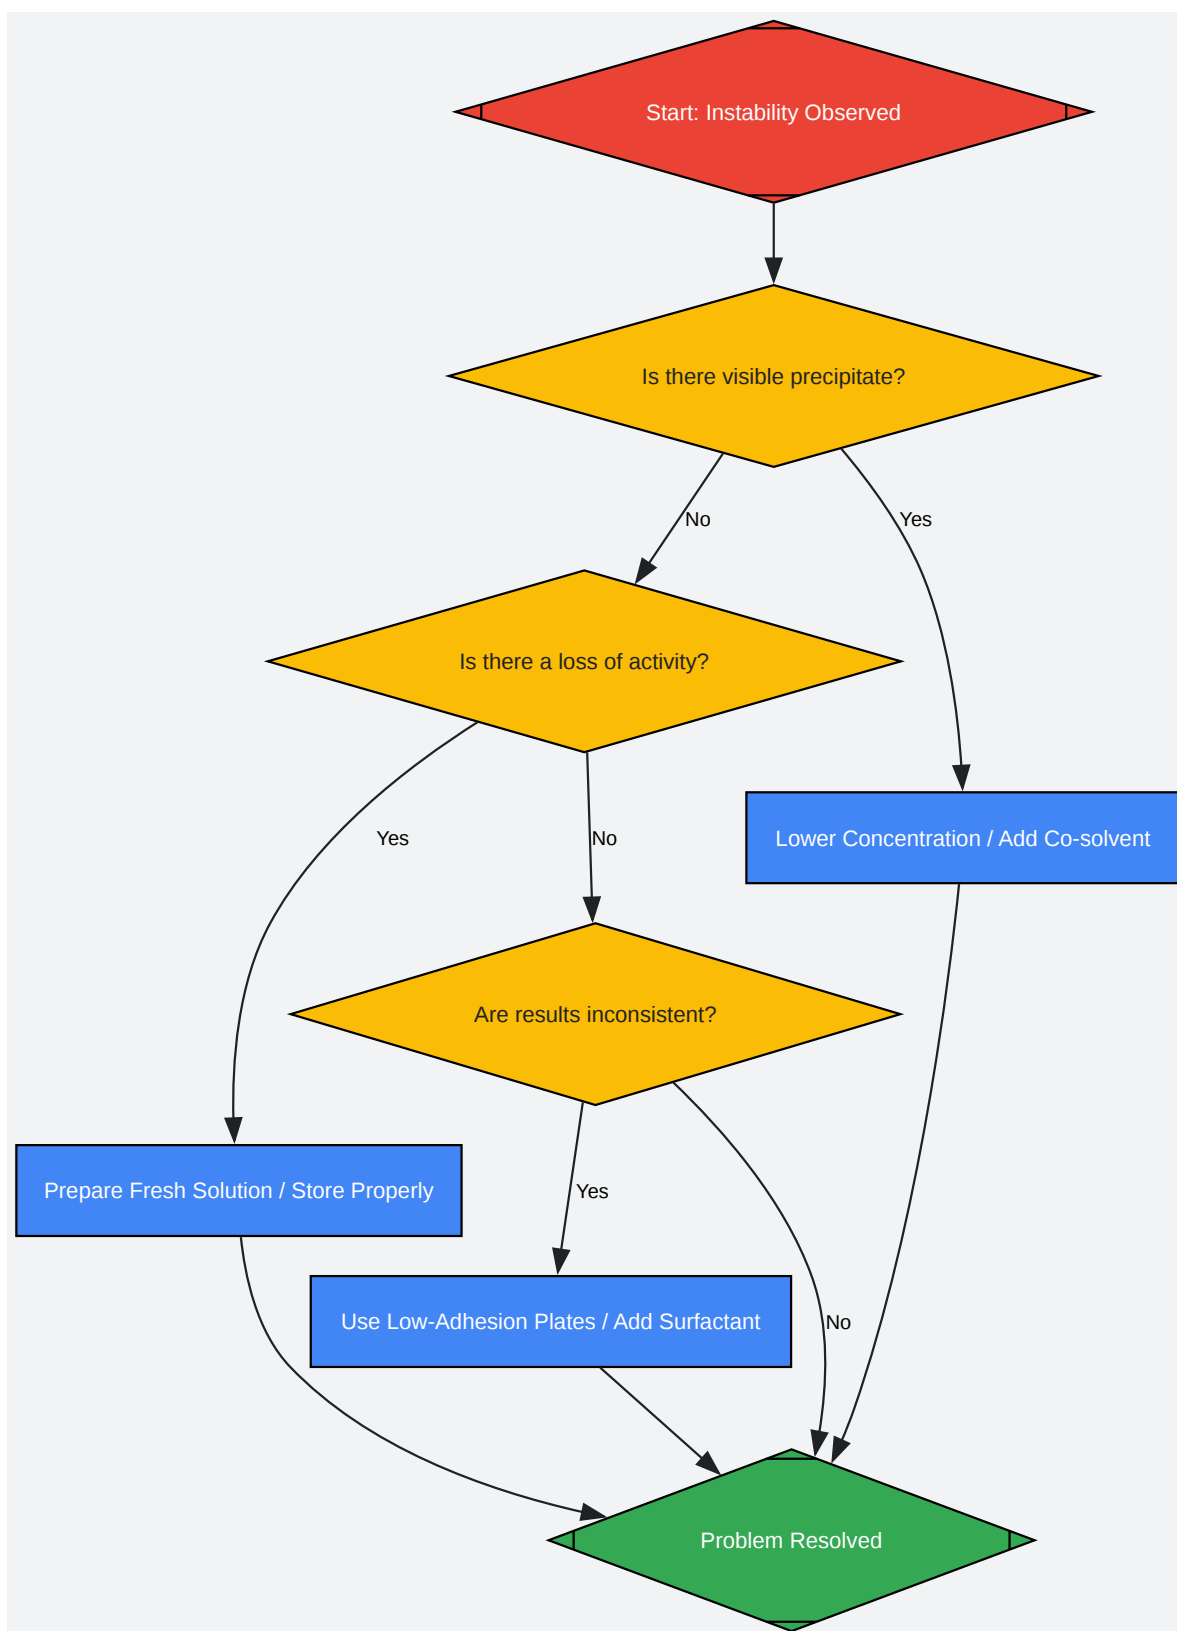 Start: Instability Observed
Is there visible precipitate?
No
Yes
Is there a loss of activity?
Yes
No
Lower Concentration / Add Co-solvent
Are results inconsistent?
Prepare Fresh Solution / Store Properly
Yes
Use Low-Adhesion Plates / Add Surfactant
No
Problem Resolved